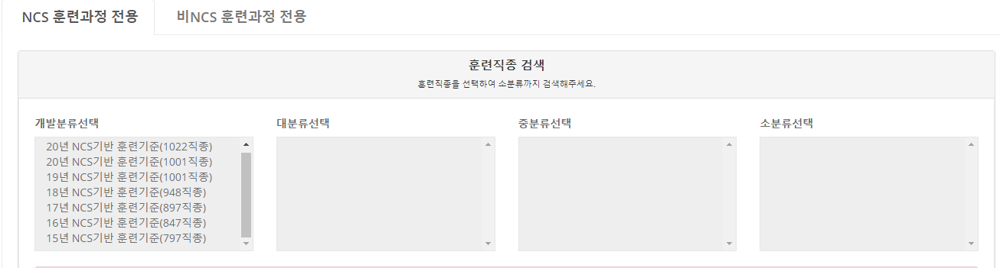 NCS 훈련과정 전용 비NCS 훈련과정 전용
훈련직종 검색
훈련직종을 선택하여 소분류까지 검색해주세요.
개발분류선택 대분류선택 중분류선택 소분류선택
20년 NCS기반 훈련기준(1022직종)
20년 NCS기반 훈련기준(1001직종)
19년 NCS기반 훈련기준(1001직종)
18년 NCS기반 훈련기준(948직종)
17년 NCS기반 훈련기준(897직종)
16년 NCS기반 훈련기준(847직종)
15년 NCS기반 훈련기준(797직종)